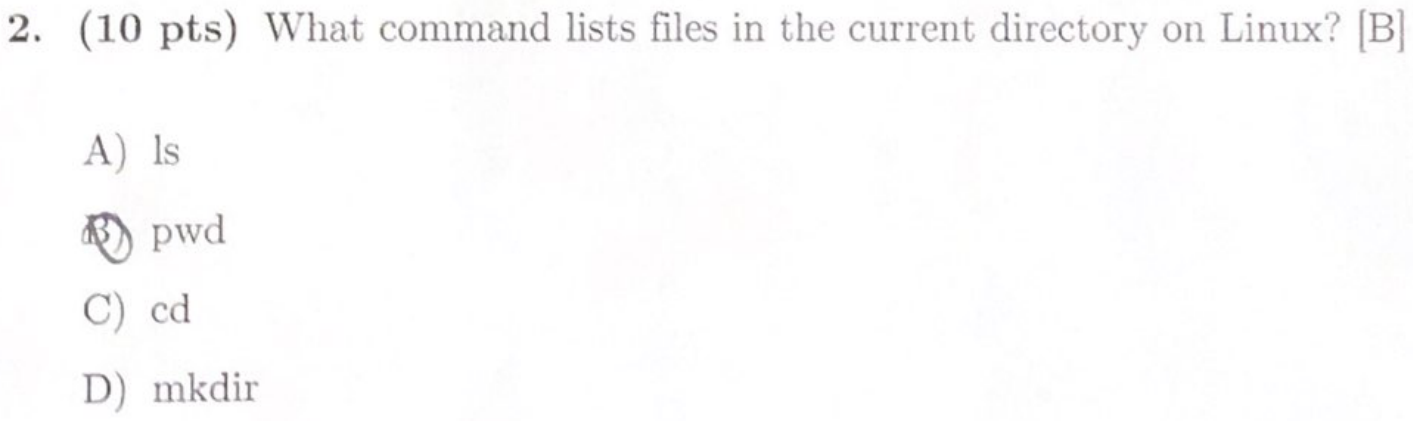 2. (10 pts) What command lists files in the current directory on Linux? [B]
A) ls
B) pwd
C) cd
D) mkdir